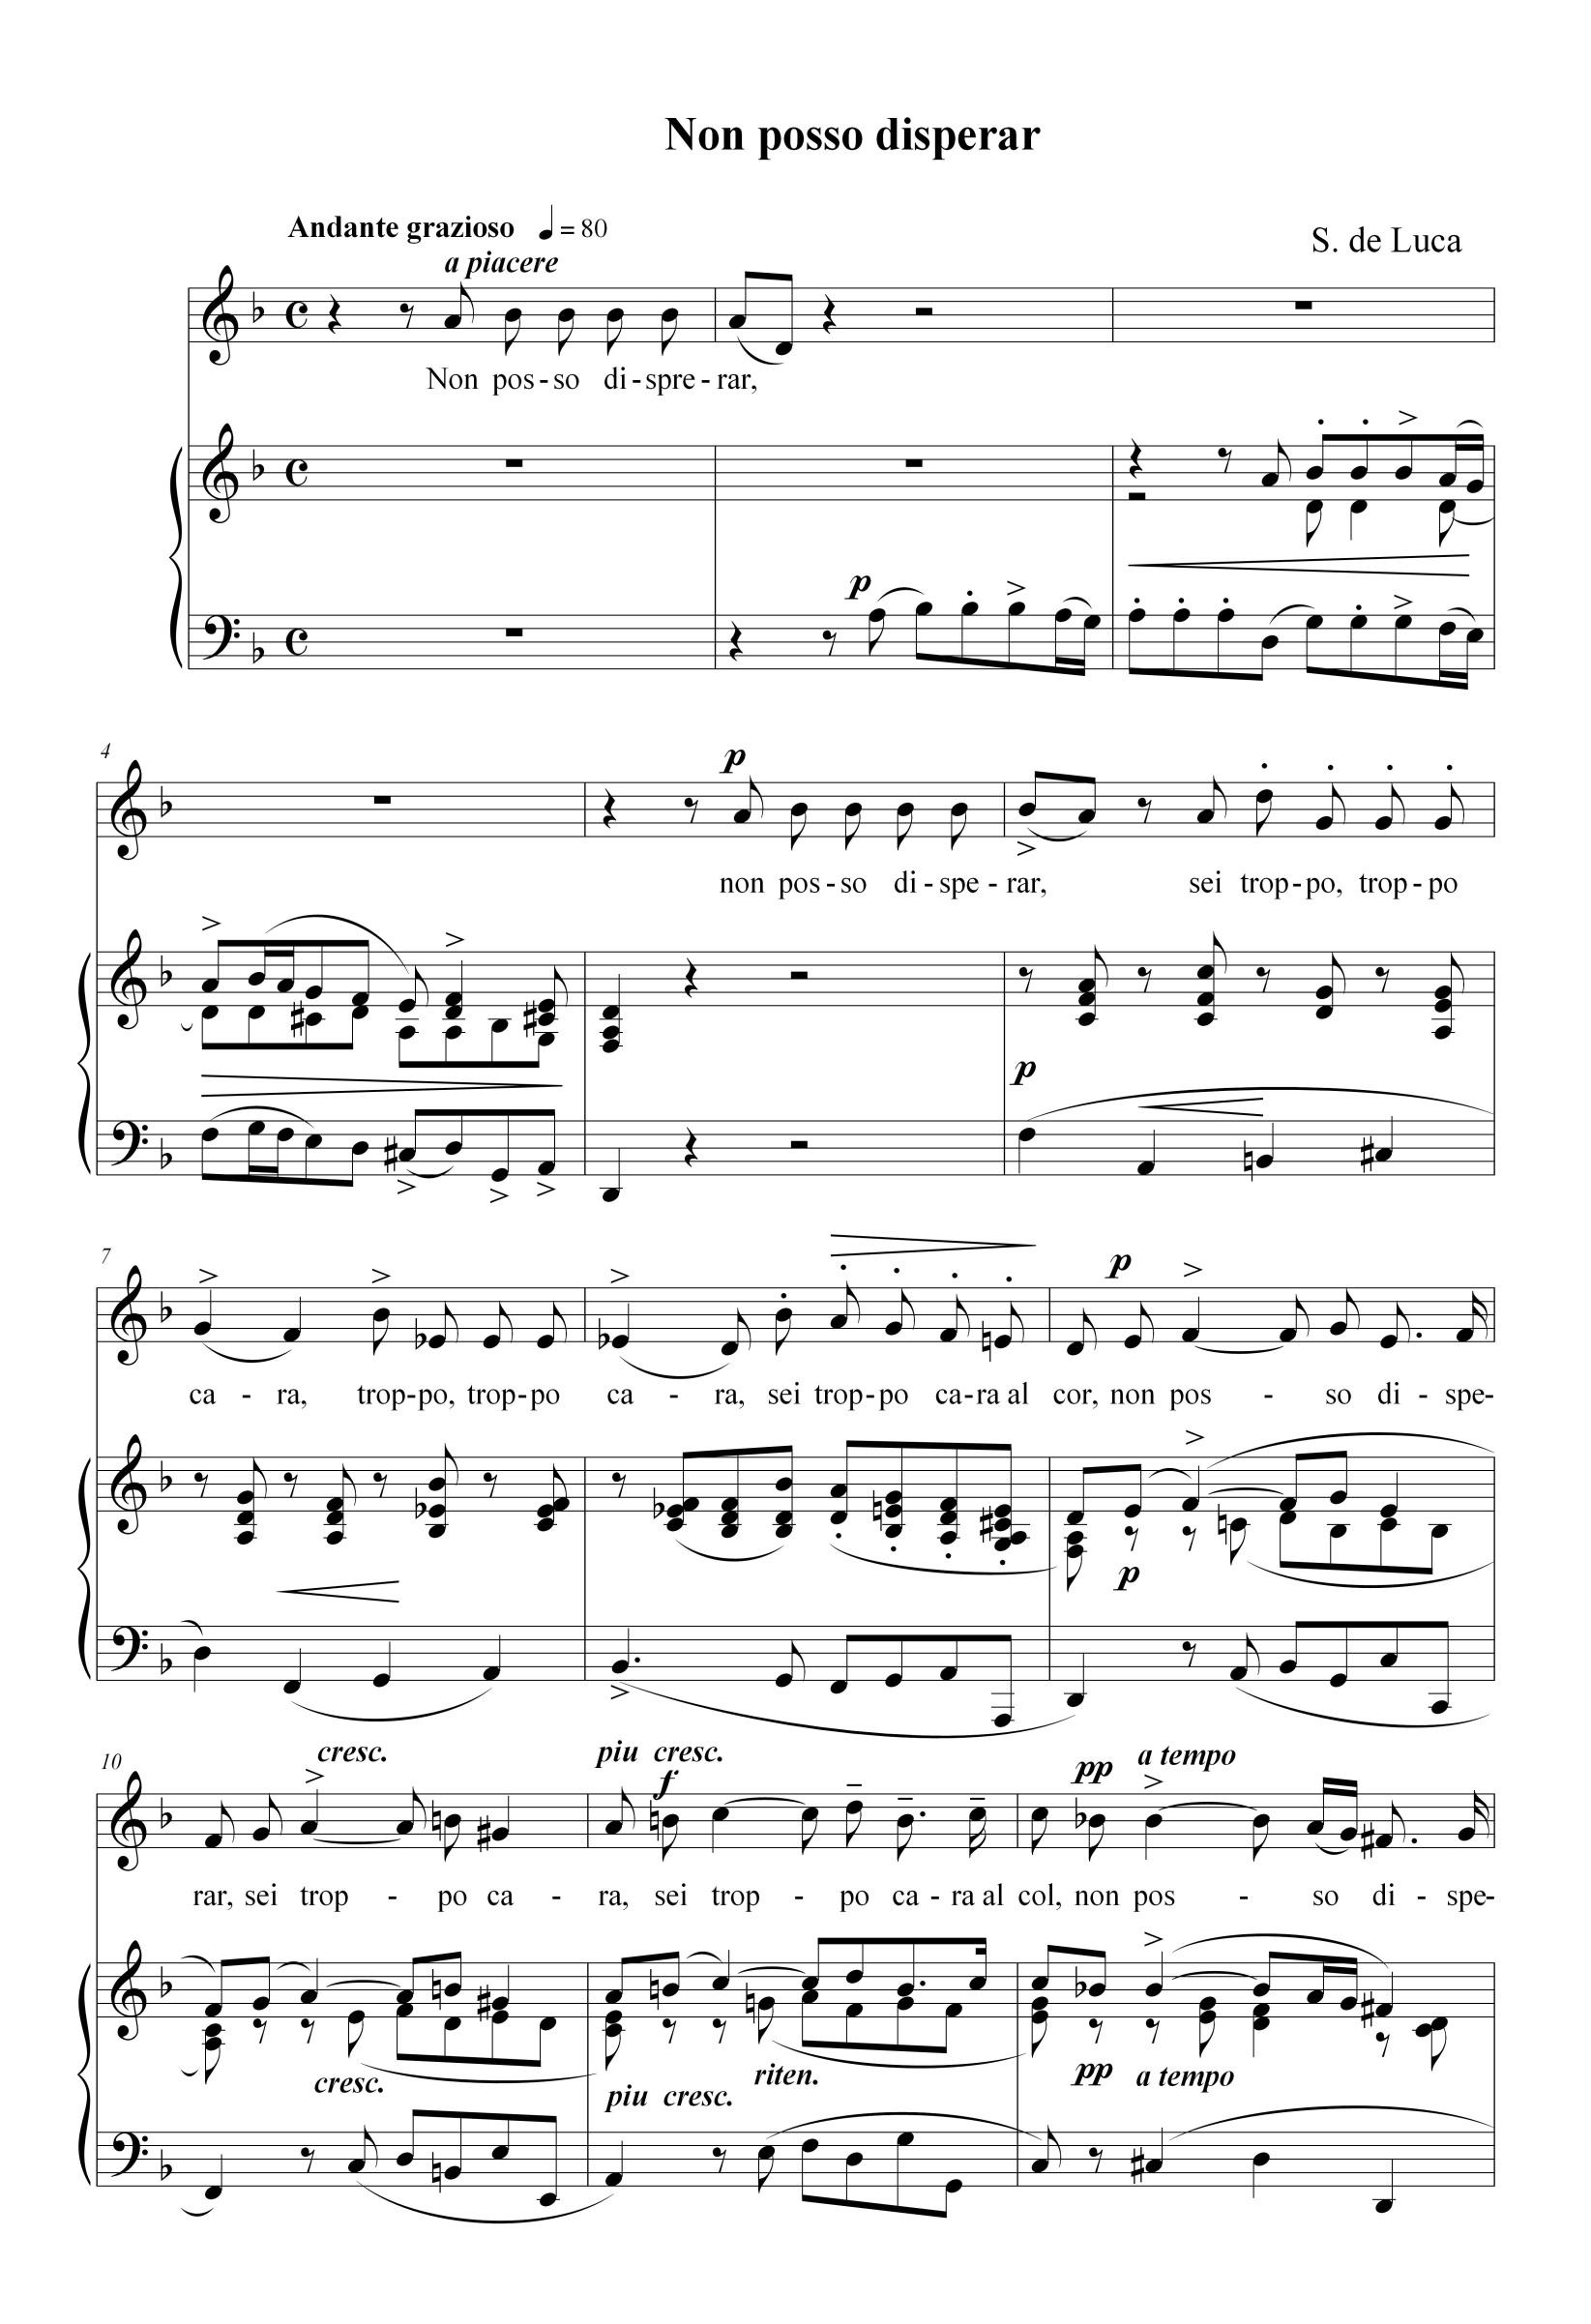 Non posso disperar
Andante grazioso = 80
S. de Luca
a piacere
Non pos - so di - spre - rar,
p
4
p
non pos - so di - spe - rar, sei trop - po, trop - po
p
7
p
ca - ra, trop - po, trop - po ca - ra, sei trop - po ca - ra al cor, non pos - so di - spe-
p
10
cresc. piu cresc. a tempo
f pp
rar, sei trop - po ca - ra, sei trop - po ca - ra al col, non pos - so di - spe-
cresc. piu cresc. riten. pp a tempo